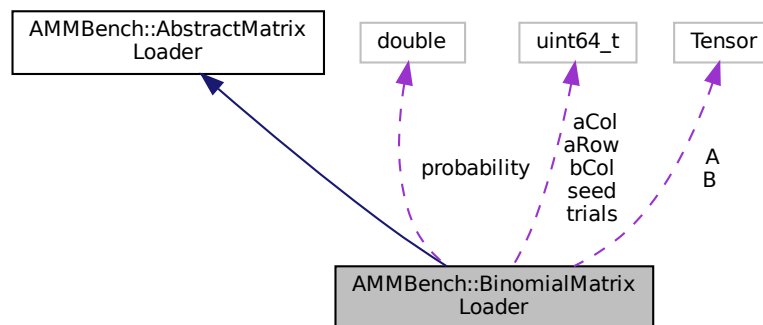 AMMBench::AbstractMatrix
Loader
double
uint64_t
Tensor
probability
aCol
aRow
bCol
seed
trials
A
B
AMMBench::BinomialMatrix
Loader